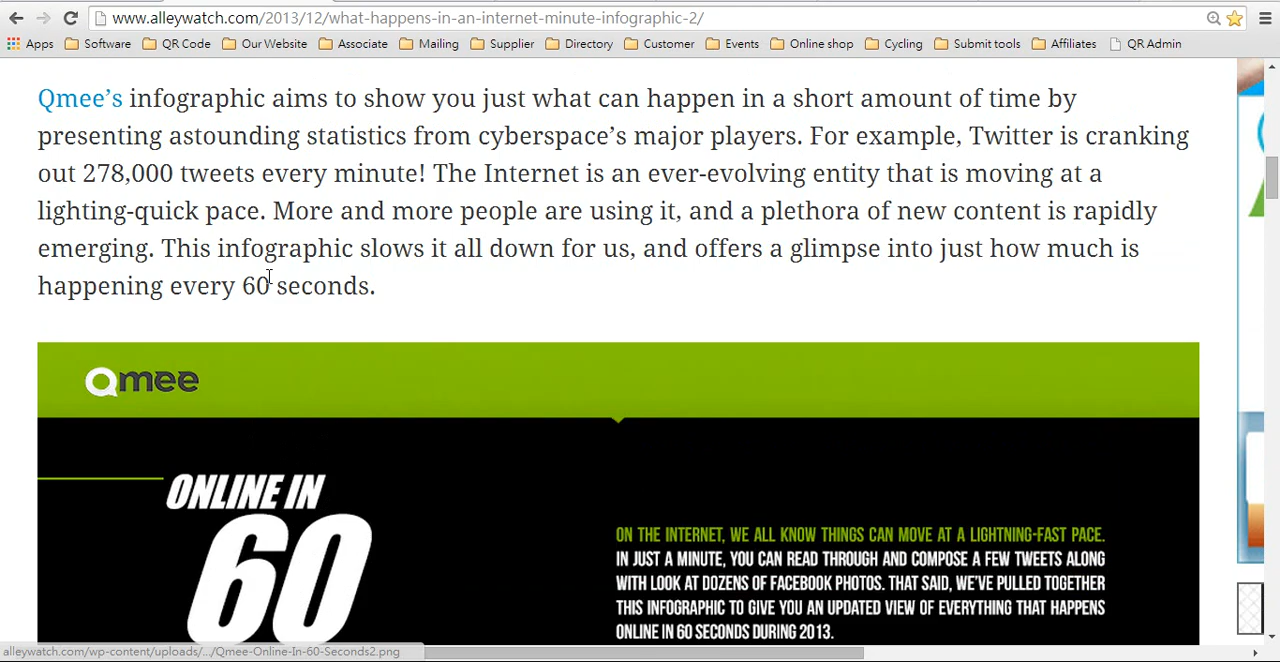 www.alleywatch.com/2013/12/what-happens-in-an-internet-minute-infographic-2/
Apps Software QR Code Our Website Associate Mailing Supplier Directory Customer Events Online shop Cycling Submit tools Affiliates QR Admin
Qmee’s infographic aims to show you just what can happen in a short amount of time by
presenting astounding statistics from cyberspace’s major players. For example, Twitter is cranking
out 278,000 tweets every minute! The Internet is an ever-evolving entity that is moving at a
lighting-quick pace. More and more people are using it, and a plethora of new content is rapidly
emerging. This infographic slows it all down for us, and offers a glimpse into just how much is
happening every 60 seconds.
Qmee
ONLINE IN
60
ON THE INTERNET, WE ALL KNOW THINGS CAN MOVE AT A LIGHTNING-FAST PACE.
IN JUST A MINUTE, YOU CAN READ THROUGH AND COMPOSE A FEW TWEETS ALONG
WITH LOOK AT DOZENS OF FACEBOOK PHOTOS. THAT SAID, WE’VE PULLED TOGETHER
THIS INFOGRAPHIC TO GIVE YOU AN UPDATED VIEW OF EVERYTHING THAT HAPPENS
ONLINE IN 60 SECONDS DURING 2013.
alleywatch.com/wp-content/uploads/.../Qmee-Online-In-60-Seconds2.png